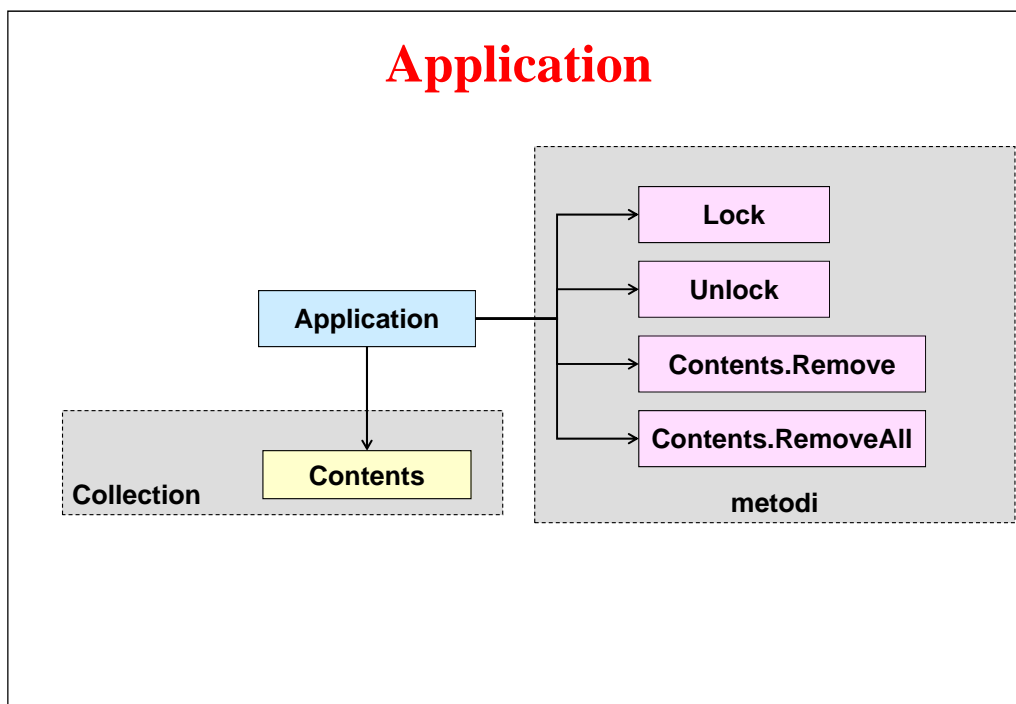 Application
Lock
Unlock
Application
Contents.Remove
Contents.RemoveAll
Contents
Collection
metodi